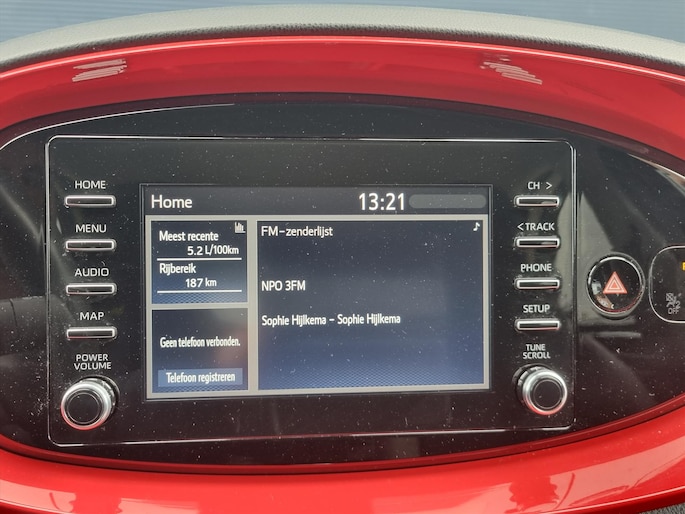 HOME
MENU
AUDIO
MAP
POWER
VOLUME
Home 13:21
Meest recente
5.2 L/100km
Rijbereik
187 km
Geen telefoon verbonden.
Telefoon registreren
FM-zenderlijst
NPO 3FM
Sophie Hijlkema - Sophie Hijlkema
CH >
< TRACK
PHONE
SETUP
TUNE
SCROLL
OFF